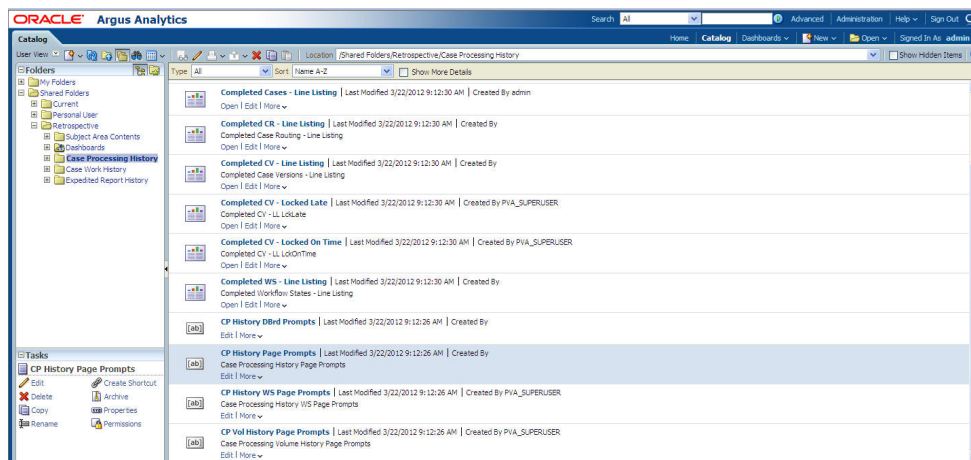 ORACLE Argus Analytics
Search All Advanced Administration Help Sign Out
Catalog
Home Catalog Dashboards New Open Signed In As admin
User View Location /Shared Folders/Retrospective/Case Processing History Show Hidden Items
Folders
Type All Sort Name A-Z Show More Details
My Folders
Shared Folders
Current
Personal User
Retrospective
Subject Area Contents
Dashboards
Case Processing History
Case Work History
Expedited Report History
Completed Cases - Line Listing | Last Modified 3/22/2012 9:12:30 AM | Created By admin
Open | Edit | More
Completed CR - Line Listing | Last Modified 3/22/2012 9:12:30 AM | Created By
Completed Case Routing - Line Listing
Open | Edit | More
Completed CV - Line Listing | Last Modified 3/22/2012 9:12:30 AM | Created By
Completed Case Versions - Line Listing
Open | Edit | More
Completed CV - Locked Late | Last Modified 3/22/2012 9:12:30 AM | Created By PVA_SUPERUSER
Completed CV - LL LckLate
Open | Edit | More
Completed CV - Locked On Time | Last Modified 3/22/2012 9:12:30 AM | Created By PVA_SUPERUSER
Completed CV - LL LckOnTime
Open | Edit | More
Completed WS - Line Listing | Last Modified 3/22/2012 9:12:30 AM | Created By
Completed Workflow States - Line Listing
Open | Edit | More
[ab] CP History DBrd Prompts | Last Modified 3/22/2012 9:12:26 AM | Created By
Edit | More
[ab] CP History Page Prompts | Last Modified 3/22/2012 9:12:26 AM | Created By
Case Processing History Page Prompts
Edit | More
[ab] CP History WS Page Prompts | Last Modified 3/22/2012 9:12:26 AM | Created By PVA_SUPERUSER
Case Processing History WS Page Prompts
Edit | More
[ab] CP Vol History Page Prompts | Last Modified 3/22/2012 9:12:26 AM | Created By PVA_SUPERUSER
Case Processing Volume History Page Prompts
Edit | More
Tasks
CP History Page Prompts
Edit Create Shortcut
Delete Archive
Copy Properties
Rename Permissions